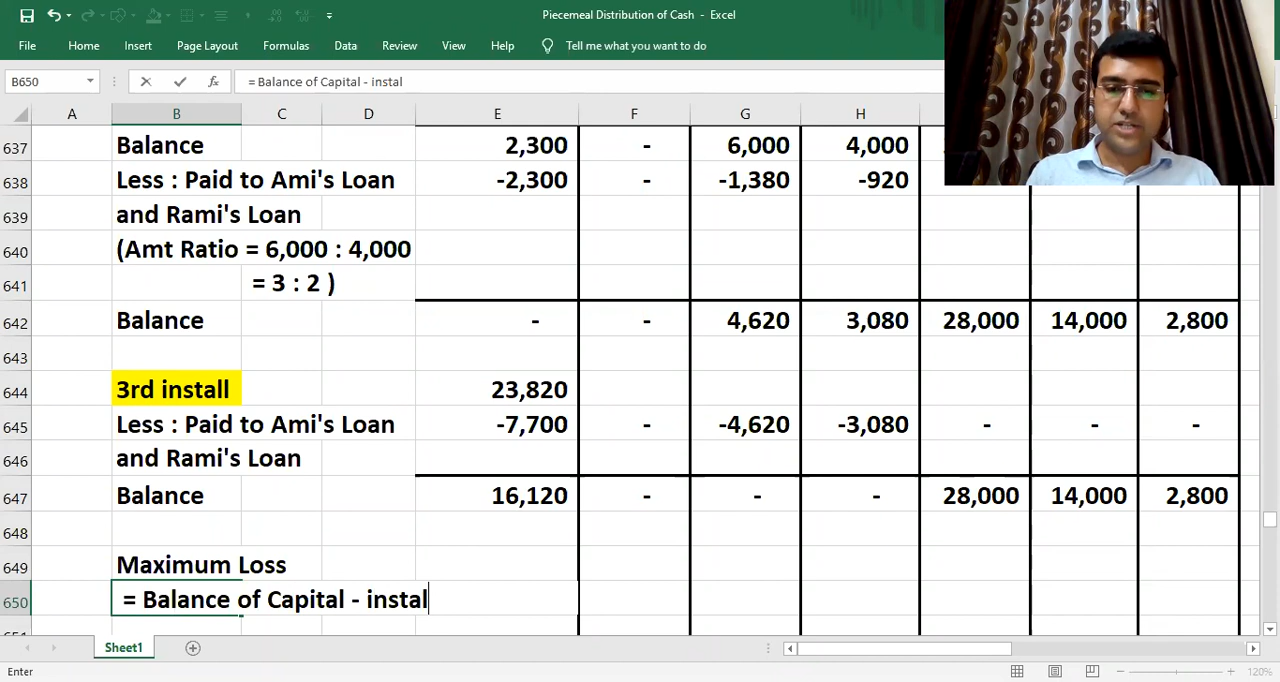 Piecemeal Distribution of Cash - Excel
File Home Insert Page Layout Formulas Data Review View Help Tell me what you want to do
B650 fx = Balance of Capital - instal
A B C D E F G H
637 Balance 2,300 - 6,000 4,000
638 Less : Paid to Ami's Loan -2,300 - -1,380 -920
639 and Rami's Loan
640 (Amt Ratio = 6,000 : 4,000
641 = 3 : 2 )
642 Balance - - 4,620 3,080 28,000 14,000 2,800
643
644 3rd install 23,820
645 Less : Paid to Ami's Loan -7,700 - -4,620 -3,080 - - -
646 and Rami's Loan
647 Balance 16,120 - - - 28,000 14,000 2,800
648
649 Maximum Loss
650 = Balance of Capital - instal
Sheet1
Enter 120%